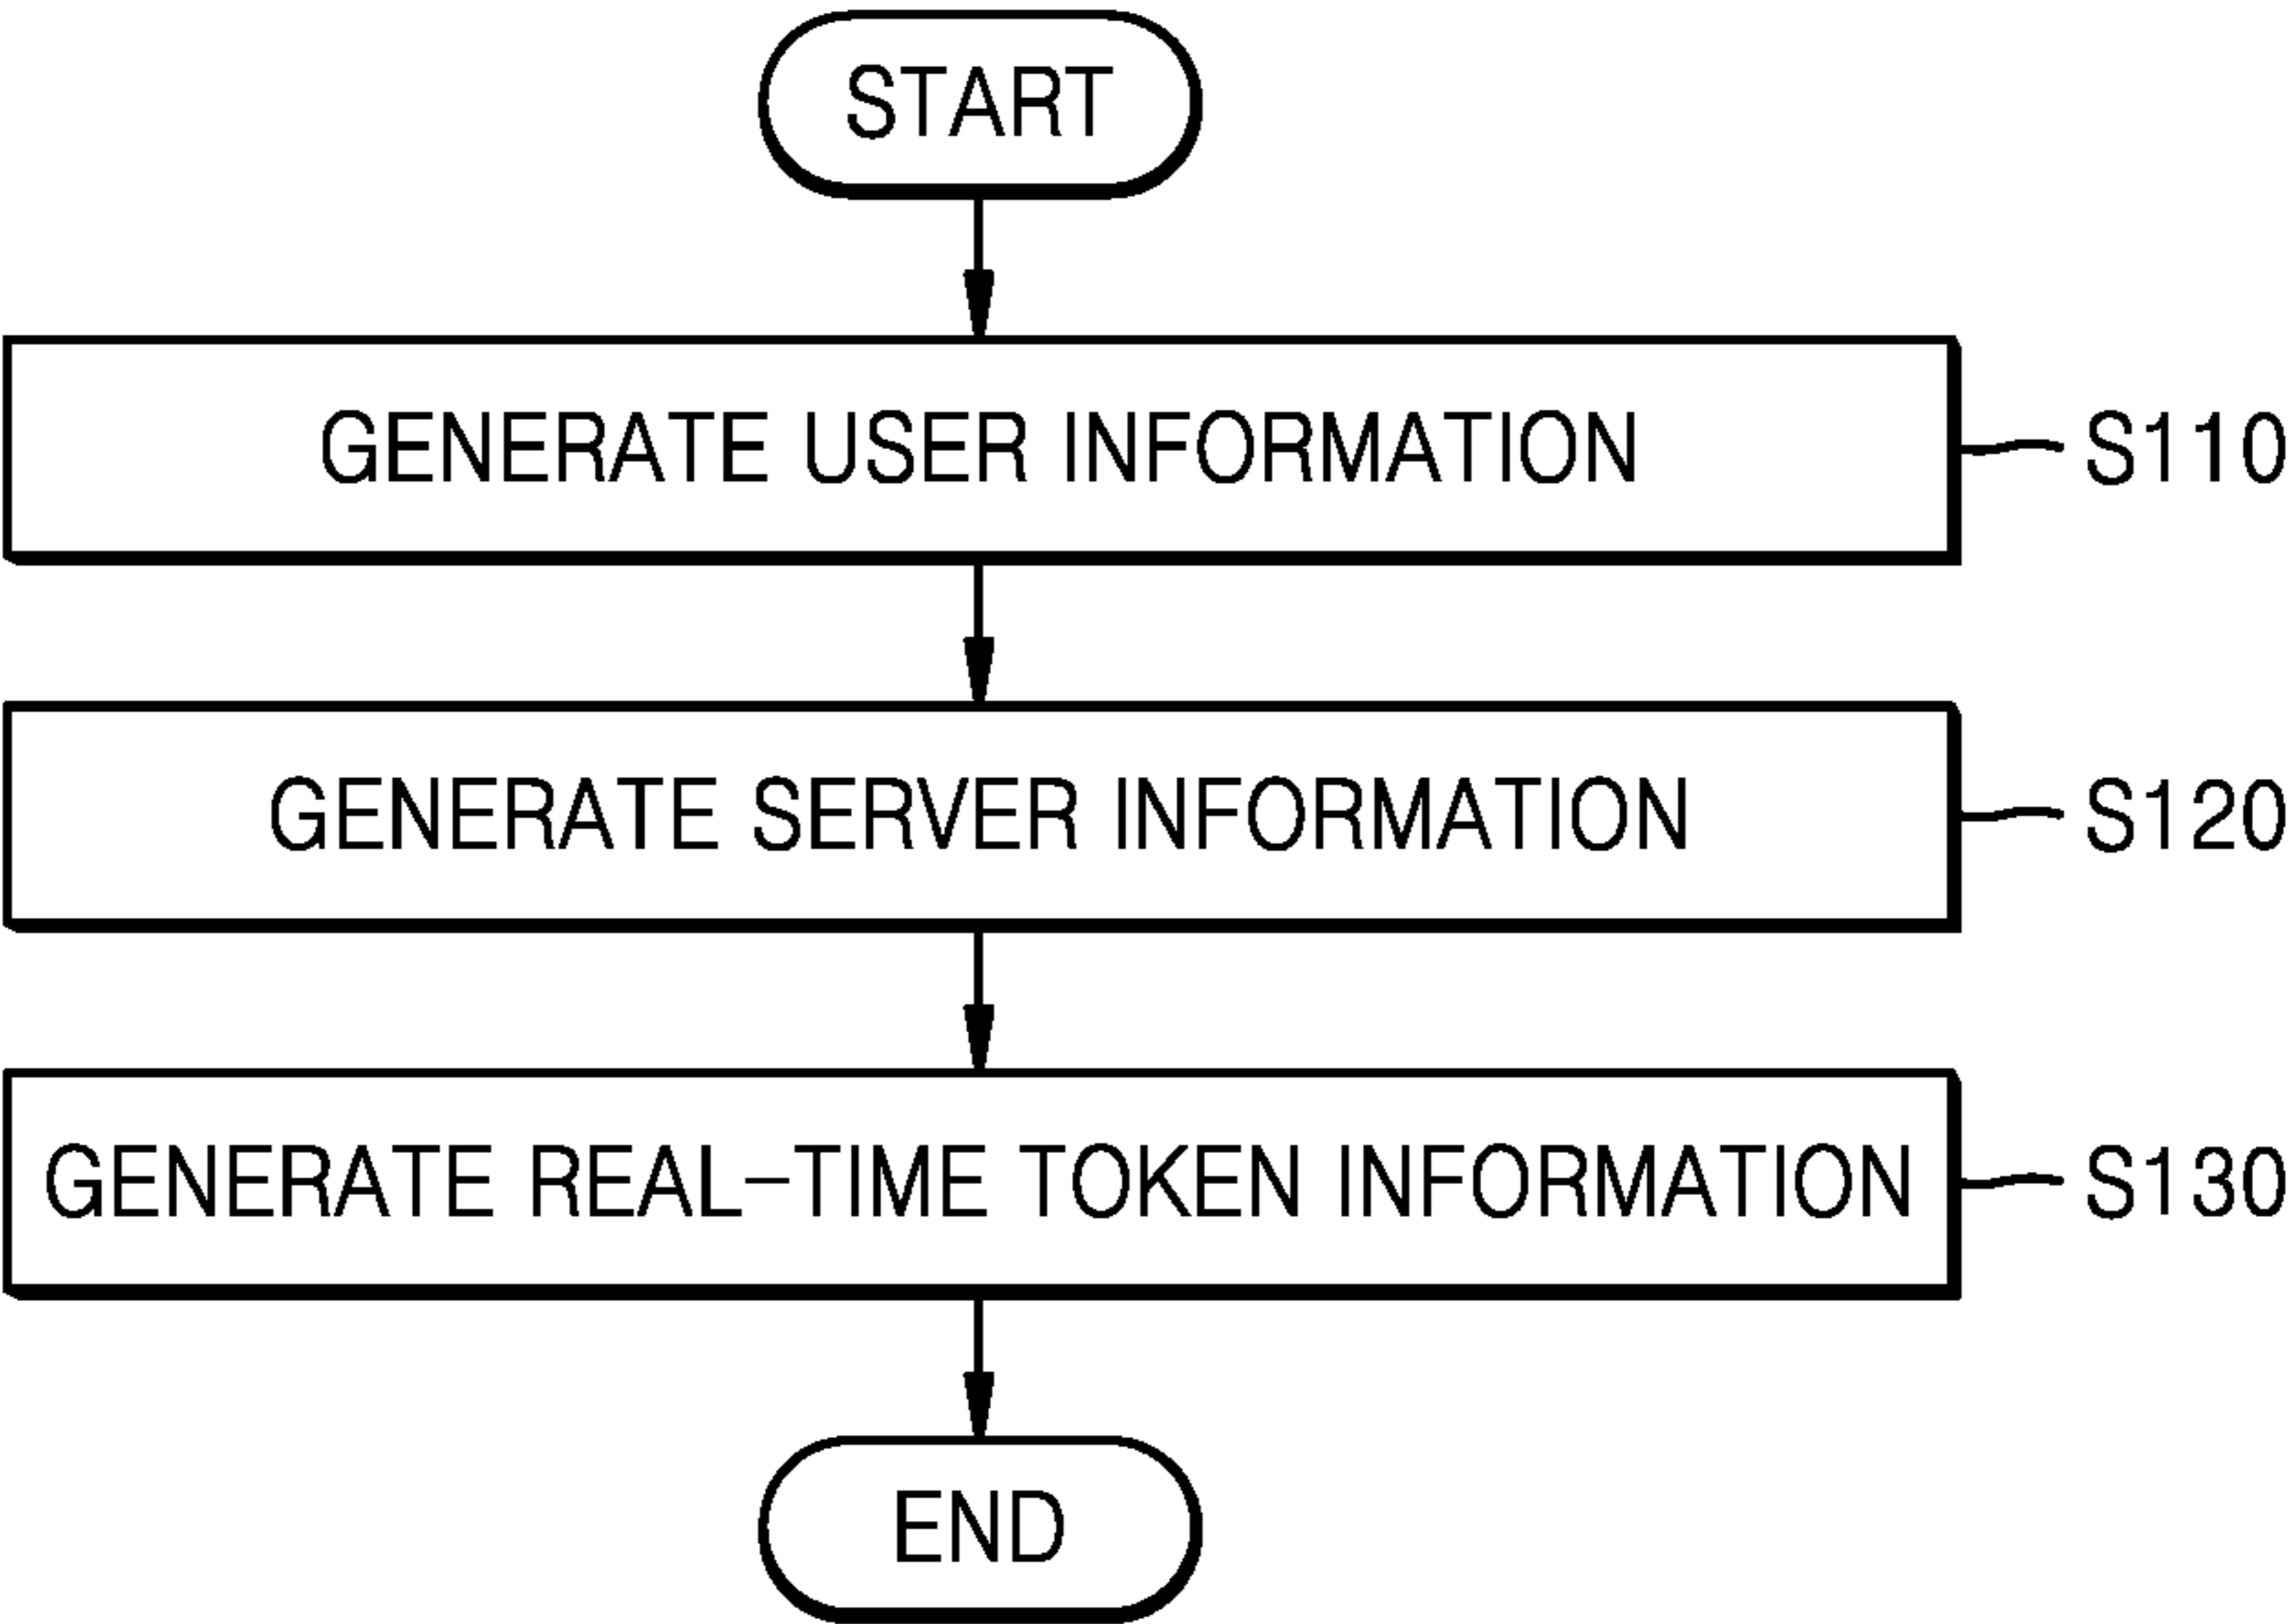 START
GENERATE USER INFORMATION S110
GENERATE SERVER INFORMATION S120
GENERATE REAL-TIME TOKEN INFORMATION S130
END